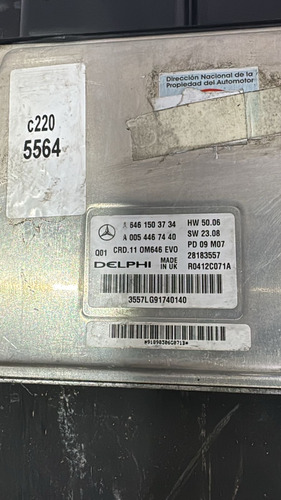 Dirección Nacional de la
Propiedad del Automotor
c220
5564
A 646 150 37 34 HW 50.06
A 005 446 74 40 SW 23.08
001 CRD.11 OM646 EVO PD 09 M07
DELPHI MADE IN UK 28183557
R0412C071A
3557LG91740140